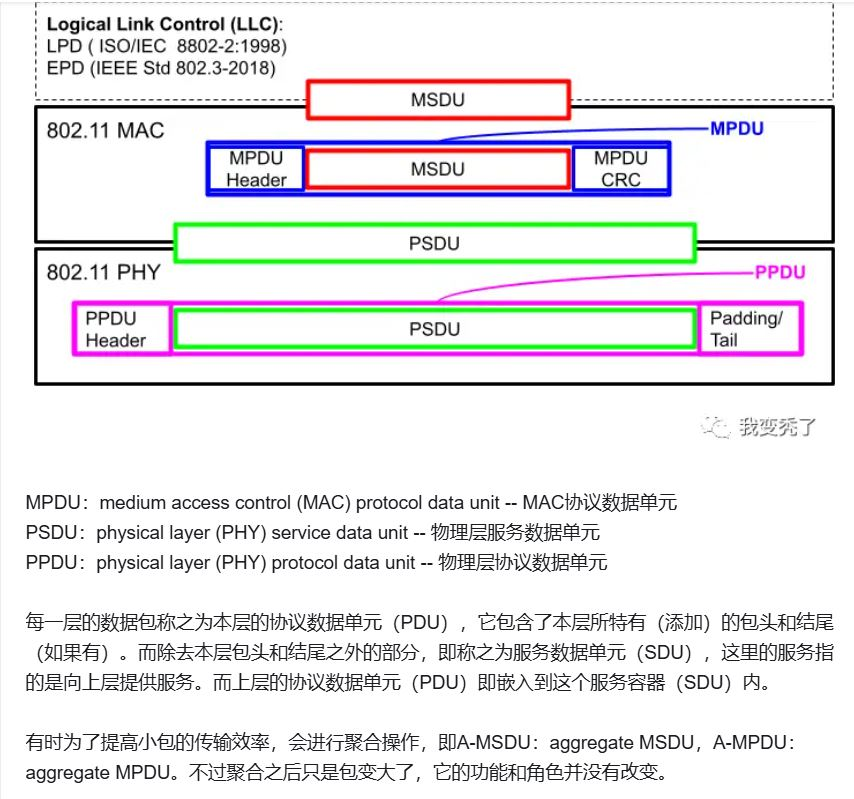 Logical Link Control (LLC):
LPD ( ISO/IEC 8802-2:1998)
EPD (IEEE Std 802.3-2018)
MSDU
802.11 MAC
MPDU
MPDU Header
MSDU
MPDU CRC
PSDU
802.11 PHY
PPDU
PPDU Header
PSDU
Padding/ Tail
我变秃了
MPDU：medium access control (MAC) protocol data unit -- MAC协议数据单元
PSDU：physical layer (PHY) service data unit -- 物理层服务数据单元
PPDU：physical layer (PHY) protocol data unit -- 物理层协议数据单元
每一层的数据包称之为本层的协议数据单元（PDU），它包含了本层所特有（添加）的包头和结尾
（如果有）。而除去本层包头和结尾之外的部分，即称之为服务数据单元（SDU），这里的服务指
的是向上层提供服务。而上层的协议数据单元（PDU）即嵌入到这个服务容器（SDU）内。
有时为了提高小包的传输效率，会进行聚合操作，即A-MSDU：aggregate MSDU，A-MPDU：
aggregate MPDU。不过聚合之后只是包变大了，它的功能和角色并没有改变。